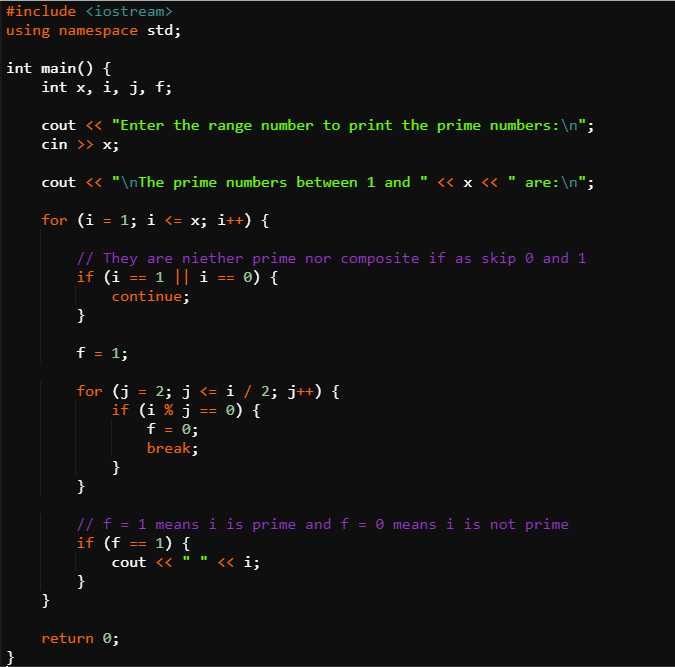 #include <iostream>
using namespace std;
int main() {
int x, i, j, f;
cout << "Enter the range number to print the prime numbers:\n";
cin >> x;
cout << "\nThe prime numbers between 1 and " << x << " are:\n";
for (i = 1; i <= x; i++) {
// They are niether prime nor composite if as skip 0 and 1
if (i == 1 || i == 0) {
continue;
}
f = 1;
for (j = 2; j <= i / 2; j++) {
if (i % j == 0) {
f = 0;
break;
}
}
// f = 1 means i is prime and f = 0 means i is not prime
if (f == 1) {
cout << " " << i;
}
}
return 0;
}